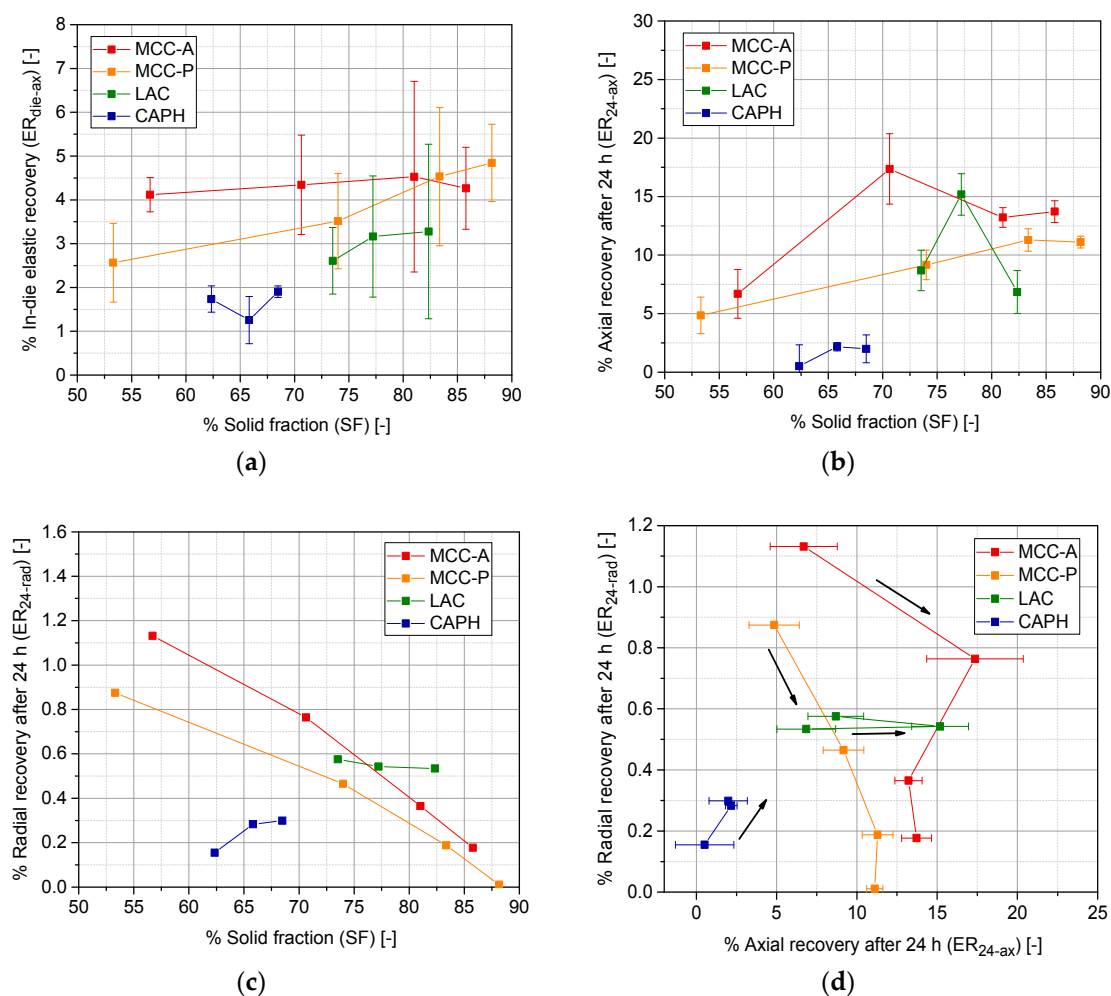 (a)
8
7
6
5
4
3
2
1
0
% In-die elastic recovery (ER_die-ax) [-]
MCC-A
MCC-P
LAC
CAPH
50 55 60 65 70 75 80 85 90
% Solid fraction (SF) [-]
(a)
30
25
20
15
10
5
0
% Axial recovery after 24 h (ER24-ax) [-]
MCC-A
MCC-P
LAC
CAPH
50 55 60 65 70 75 80 85 90
% Solid fraction (SF) [-]
(b)
1.6
1.4
1.2
1.0
0.8
0.6
0.4
0.2
0.0
% Radial recovery after 24 h (ER24-rad) [-]
MCC-A
MCC-P
LAC
CAPH
50 55 60 65 70 75 80 85 90
% Solid fraction (SF) [-]
(c)
1.2
1.0
0.8
0.6
0.4
0.2
0.0
% Radial recovery after 24 h (ER24-rad) [-]
MCC-A
MCC-P
LAC
CAPH
0 5 10 15 20 25
% Axial recovery after 24 h (ER24-ax) [-]
(d)